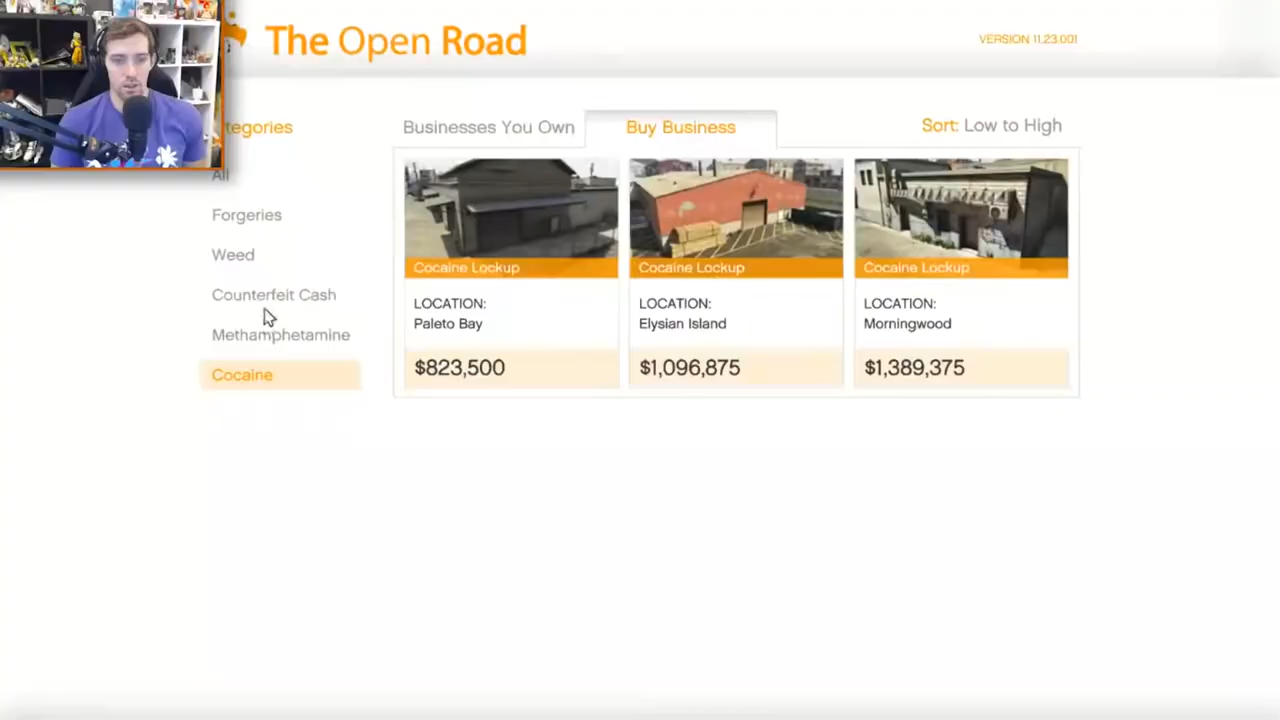 The Open Road
VERSION 11.23.001
tegories
Businesses You Own
Buy Business
Sort: Low to High
All
Forgeries
Weed
Counterfeit Cash
Methamphetamine
Cocaine
Cocaine Lockup
LOCATION:
Paleto Bay
$823,500
Cocaine Lockup
LOCATION:
Elysian Island
$1,096,875
Cocaine Lockup
LOCATION:
Morningwood
$1,389,375